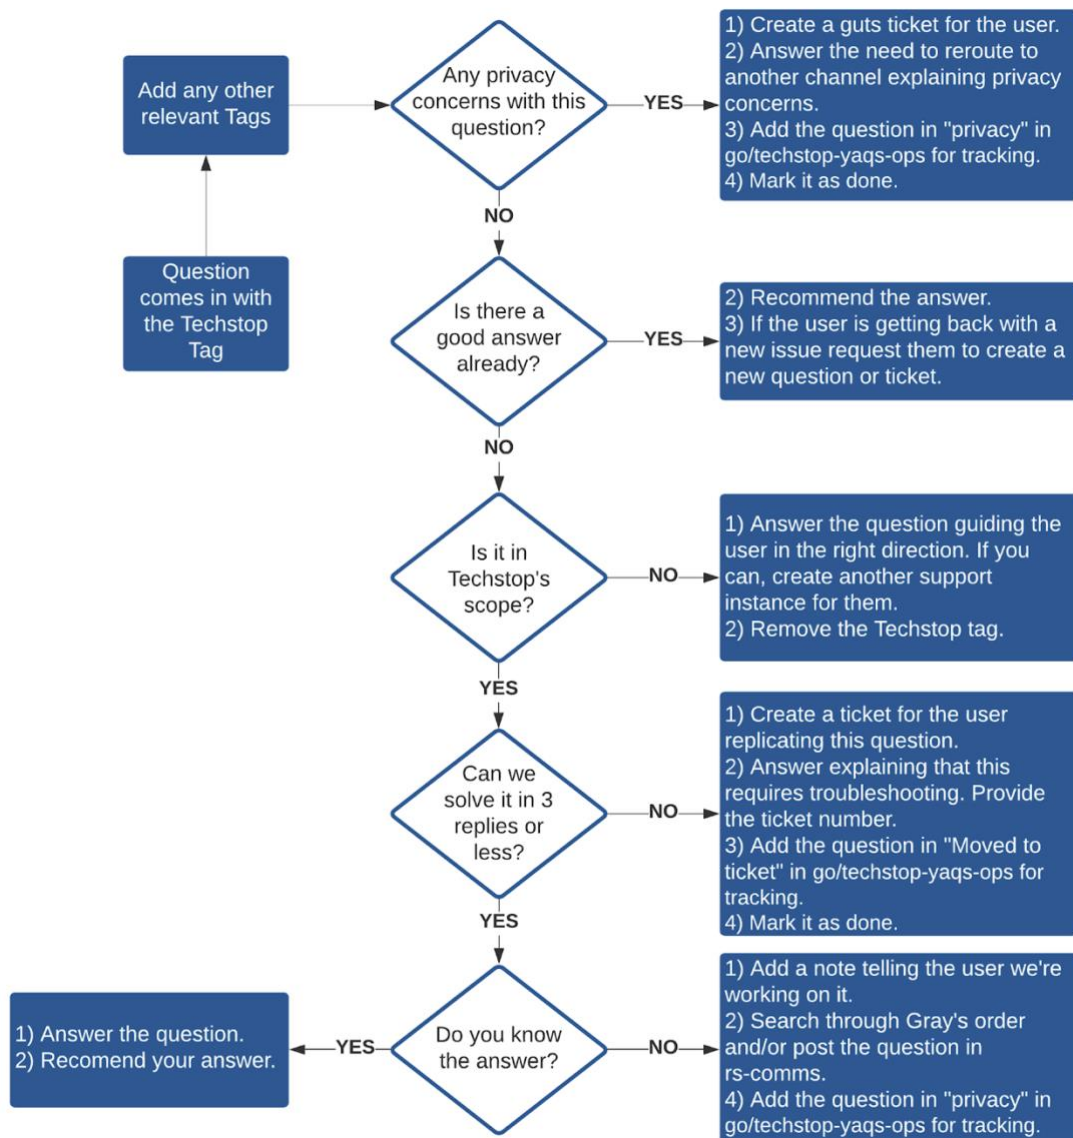 Add any other
relevant Tags
Question
comes in with
the Techstop
Tag
Any privacy
concerns with this
question?
YES
1) Create a guts ticket for the user.
2) Answer the need to reroute to
another channel explaining privacy
concerns.
3) Add the question in "privacy" in
go/techstop-yaqs-ops for tracking.
4) Mark it as done.
NO
Is there a
good answer
already?
YES
2) Recommend the answer.
3) If the user is getting back with a
new issue request them to create a
new question or ticket.
NO
Is it in
Techstop's
scope?
NO
1) Answer the question guiding the
user in the right direction. If you
can, create another support
instance for them.
2) Remove the Techstop tag.
YES
Can we
solve it in 3
replies or
less?
NO
1) Create a ticket for the user
replicating this question.
2) Answer explaining that this
requires troubleshooting. Provide
the ticket number.
3) Add the question in "Moved to
ticket" in go/techstop-yaqs-ops for
tracking.
4) Mark it as done.
YES
Do you know
the answer?
YES
1) Answer the question.
2) Recomend your answer.
NO
1) Add a note telling the user we're
working on it.
2) Search through Gray's order
and/or post the question in
rs-comms.
4) Add the question in "privacy" in
go/techstop-yaqs-ops for tracking.